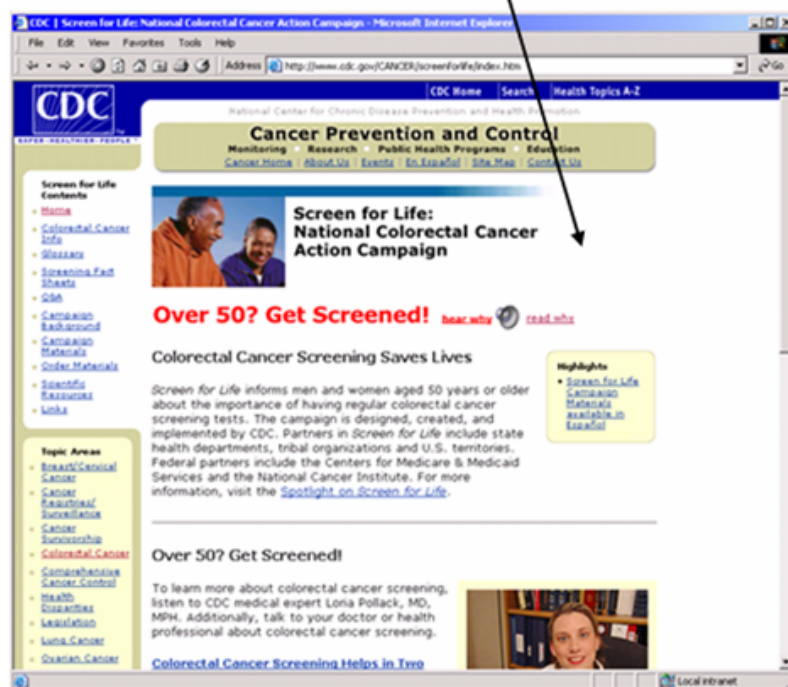 CDC | Screen for Life: National Colorectal Cancer Action Campaign - Microsoft Internet Explorer
File Edit View Favorites Tools Help
Address http://www.cdc.gov/CANCER/screenforlife/index.htm Go
CDC Home Search Health Topics A-Z
CDC
SAFER·HEALTHIER·PEOPLE™
National Center for Chronic Disease Prevention and Health Promotion
Cancer Prevention and Control
Monitoring Research Public Health Programs Education
Cancer Home | About Us | Events | En Español | Site Map | Contact Us
Screen for Life
Contents
Home
Colorectal Cancer
Info
Glossary
Screening Fact
Sheets
Q&A
Campaign
Background
Campaign
Materials
Order Materials
Scientific
Resources
Links
Topic Areas
Breast/Cervical
Cancer
Cancer
Registries/
Surveillance
Cancer
Survivorship
Colorectal Cancer
Comprehensive
Cancer Control
Health
Disparities
Legislation
Lung Cancer
Ovarian Cancer
Screen for Life:
National Colorectal Cancer
Action Campaign
Over 50? Get Screened! hear why read why
Colorectal Cancer Screening Saves Lives
Screen for Life informs men and women aged 50 years or older
about the importance of having regular colorectal cancer
screening tests. The campaign is designed, created, and
implemented by CDC. Partners in Screen for Life include state
health departments, tribal organizations and U.S. territories.
Federal partners include the Centers for Medicare & Medicaid
Services and the National Cancer Institute. For more
information, visit the Spotlight on Screen for Life.
Highlights
Screen for Life
Campaign
Materials
available in
Español
Over 50? Get Screened!
To learn more about colorectal cancer screening,
listen to CDC medical expert Loria Pollack, MD,
MPH. Additionally, talk to your doctor or health
professional about colorectal cancer screening.
Colorectal Cancer Screening Helps in Two
Local intranet